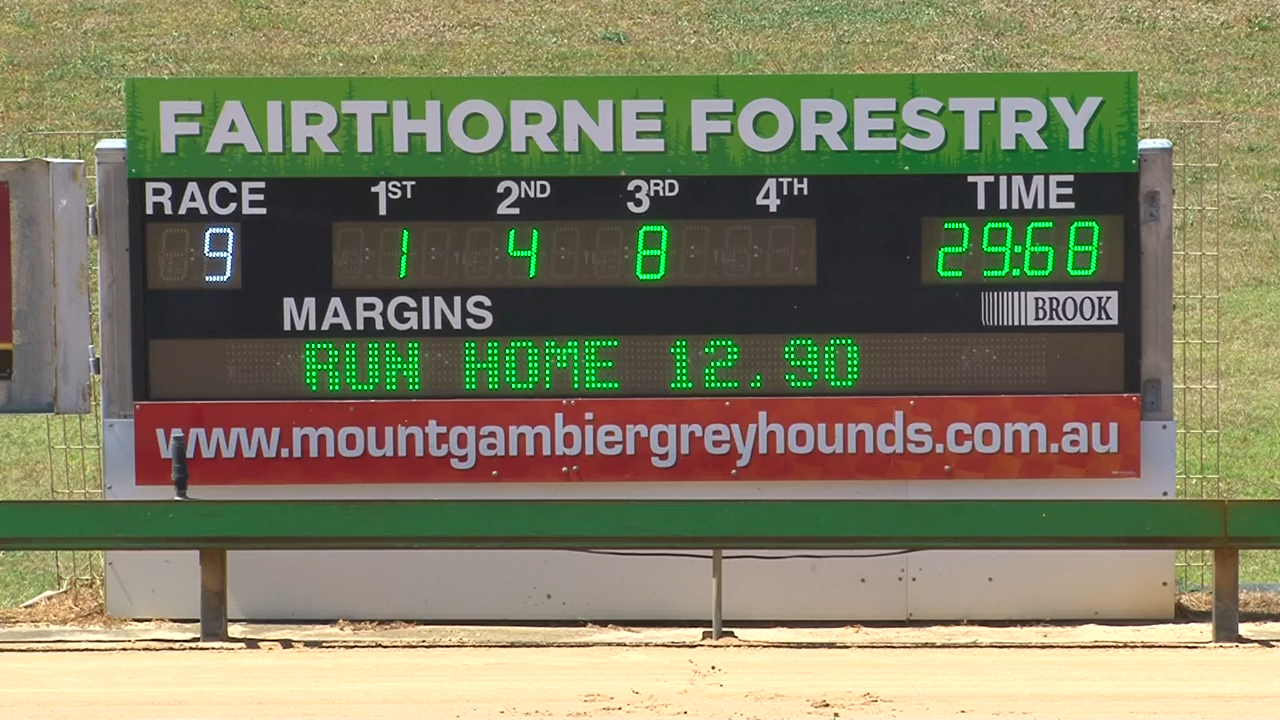 FAIRTHORNE FORESTRY
RACE 1ST 2ND 3RD 4TH TIME
9 1 4 8 29:68
MARGINS BROOK
RUN HOME 12.90
www.mountgambiergreyhounds.com.au